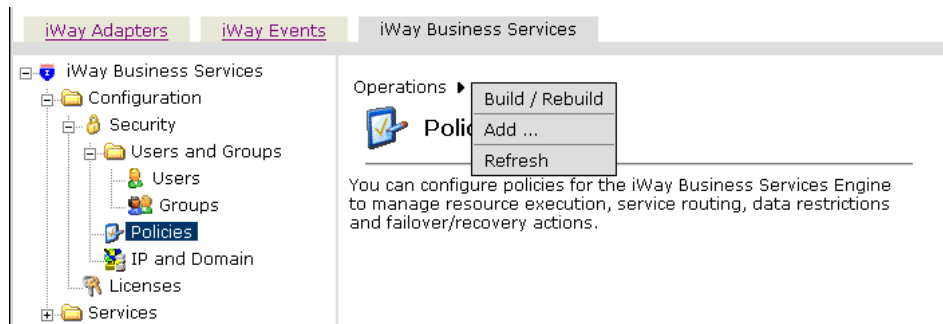 iWay Adapters
iWay Events
iWay Business Services
iWay Business Services
Configuration
Security
Users and Groups
Users
Groups
Policies
IP and Domain
Licenses
Services
Operations
Build / Rebuild
Add ...
Refresh
You can configure policies for the iWay Business Services Engine
to manage resource execution, service routing, data restrictions
and failover/recovery actions.